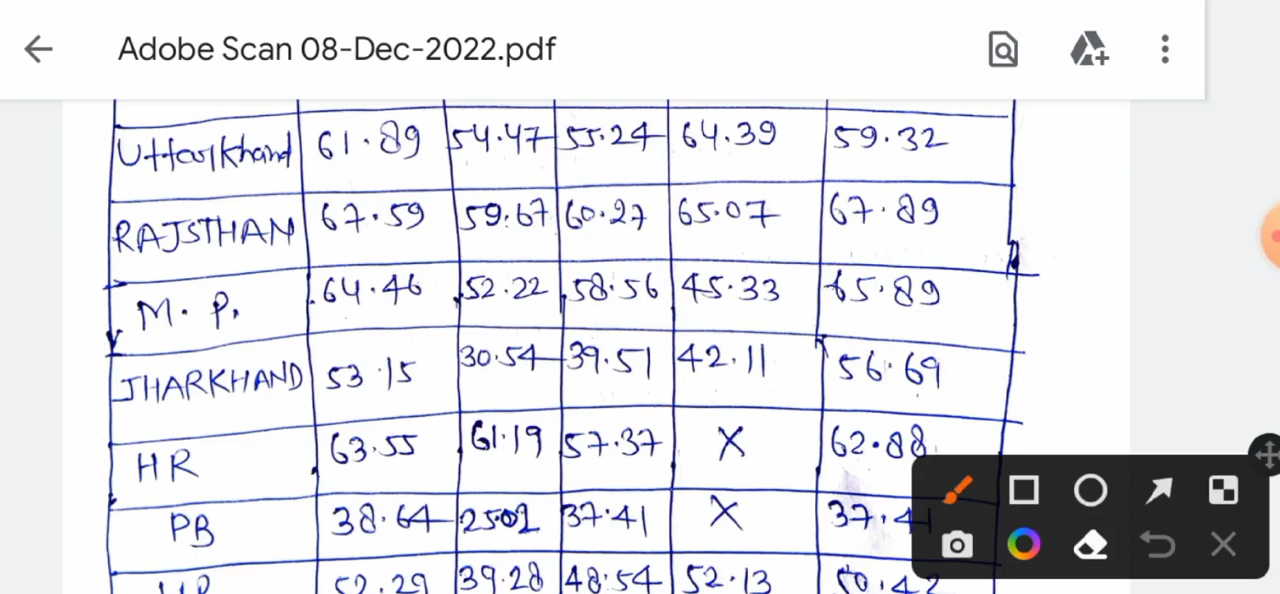 Adobe Scan 08-Dec-2022.pdf
Uttarkhand 61.89 54.47 55.24 64.39 59.32
RAJSTHAN 67.59 59.67 60.27 65.07 67.89
M.P. 64.46 52.22 58.56 45.33 65.89
JHARKHAND 53.15 30.54 39.51 42.11 56.69
HR 63.55 61.19 57.37 X 62.88
PB 38.64 37.41 X
39.28 48.54 52.13